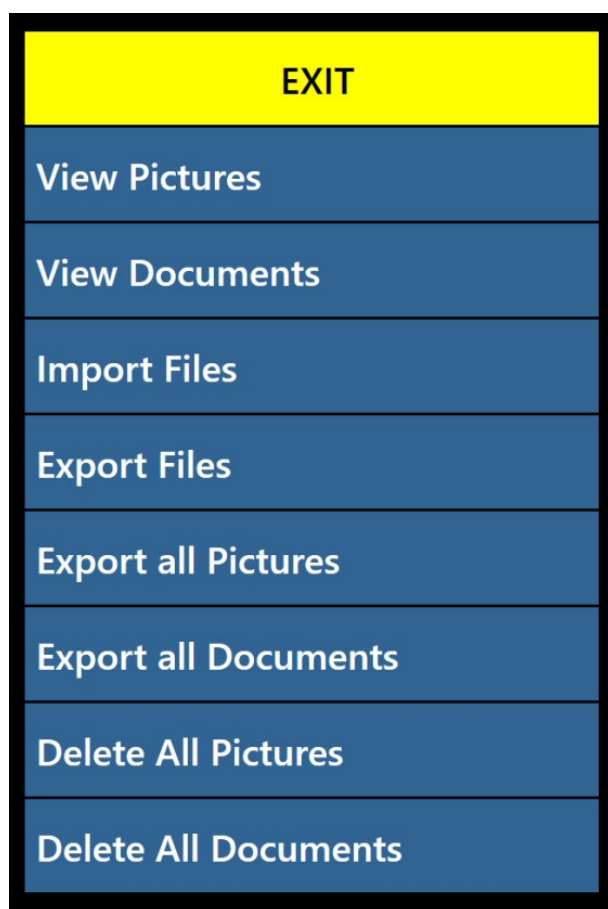 EXIT
View Pictures
View Documents
Import Files
Export Files
Export all Pictures
Export all Documents
Delete All Pictures
Delete All Documents